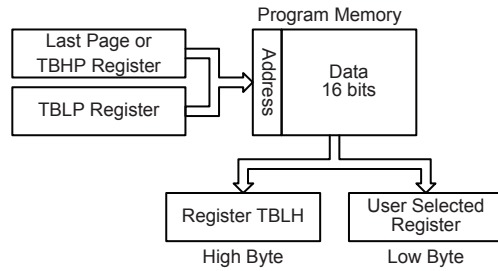 Program Memory
Last Page or
TBHP Register
TBLP Register
Address
Data
16 bits
Register TBLH
User Selected
Register
High Byte
Low Byte